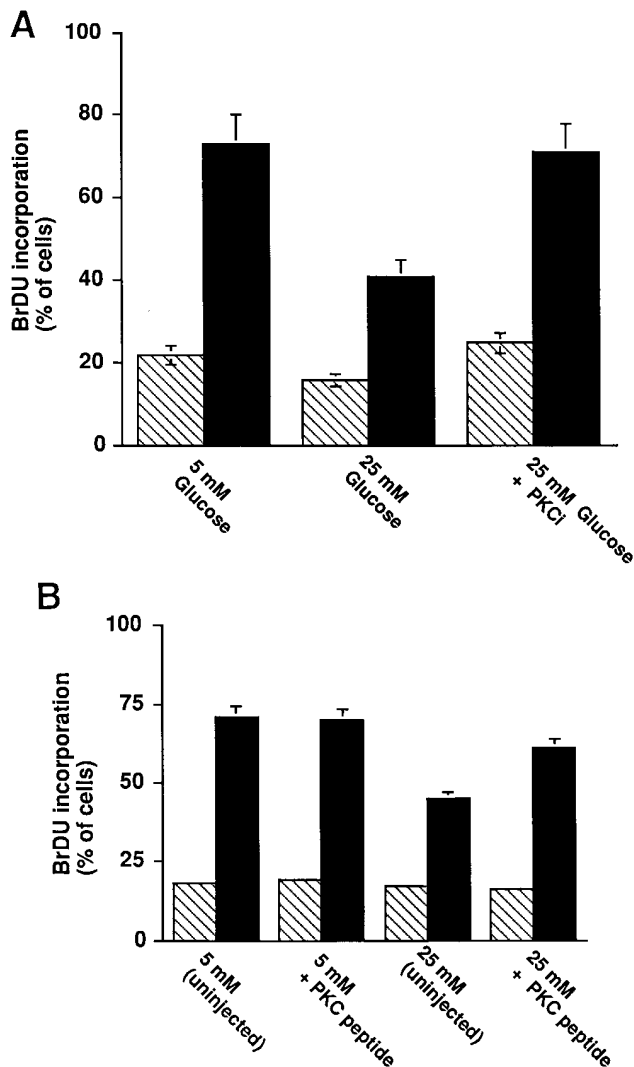 A
100
80
60
40
20
0
BrDU incorporation
(% of cells)
5 mM
Glucose
25 mM
Glucose
25 mM Glucose
+ PKCi
B
100
75
50
25
0
BrDU incorporation
(% of cells)
5 mM
(uninjected)
5 mM
+ PKC peptide
25 mM
(uninjected)
25 mM
+ PKC peptide